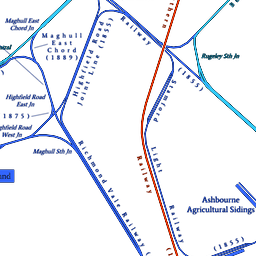 Maghull East
Chord Jn
Maghull
East
Chord
(1889)
Highfield Road
Joint Line (1855)
Railway
Rugeley Sth Jn
Highfield Road
East Jn
1875)
Highfield Road
West Jn
Maghull Sth Jn
(1855)
Stamford
Light
Railway
Railway
Richmond Vale Railway (
Ashbourne
Agricultural Sidings
(1855)